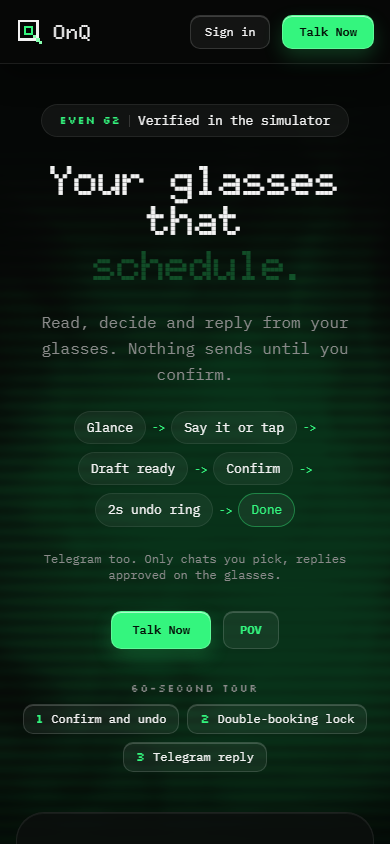 OnQ
Sign in
Talk Now
EVEN G2 | Verified in the simulator
Your glasses
that
schedule.
Read, decide and reply from your
glasses. Nothing sends until you
confirm.
Glance -> Say it or tap ->
Draft ready -> Confirm ->
2s undo ring -> Done
Telegram too. Only chats you pick, replies
approved on the glasses.
Talk Now
POV
60-SECOND TOUR
1 Confirm and undo
2 Double-booking lock
3 Telegram reply